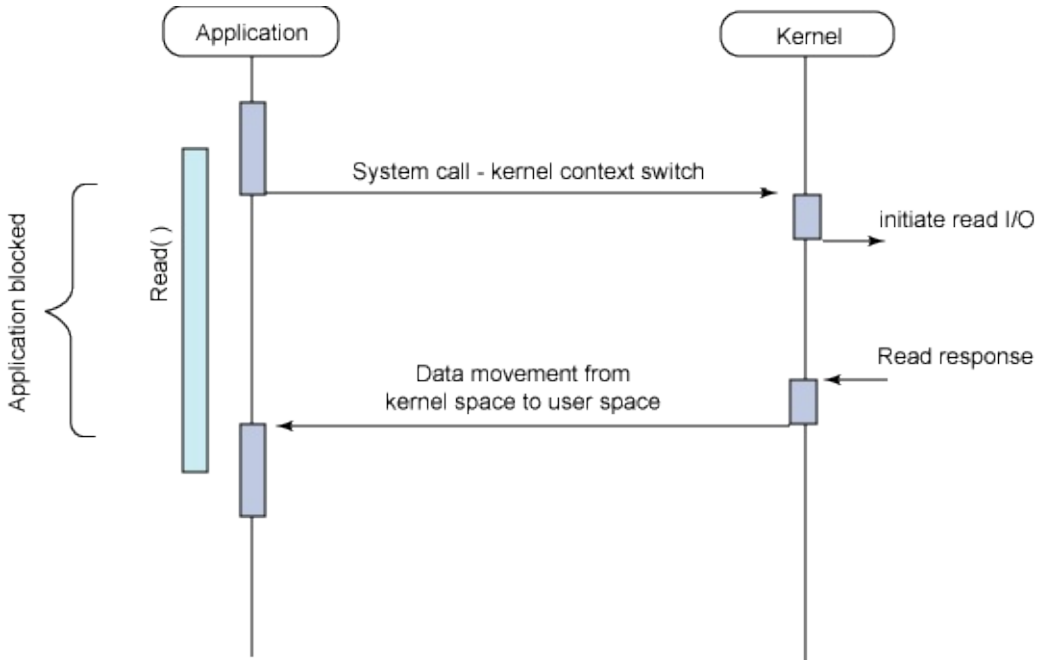 Application
Kernel
System call - kernel context switch
initiate read I/O
Read( )
Application blocked
Read response
Data movement from
kernel space to user space